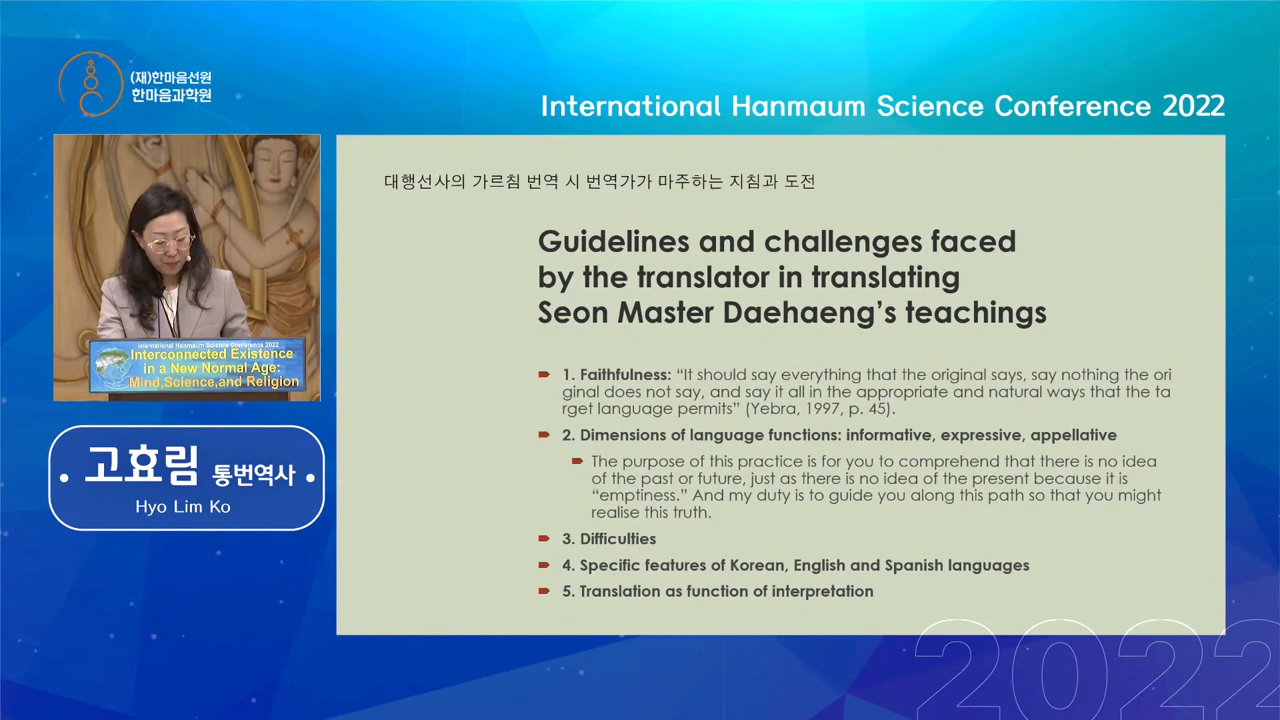 (재)한마음선원
한마음과학원
International Hanmaum Science Conference 2022
대행선사의 가르침 번역 시 번역가가 마주하는 지침과 도전
Guidelines and challenges faced
by the translator in translating
Seon Master Daehaeng’s teachings
1. Faithfulness: “It should say everything that the original says, say nothing the ori
ginal does not say, and say it all in the appropriate and natural ways that the ta
rget language permits” (Yebra, 1997, p. 45).
2. Dimensions of language functions: informative, expressive, appellative
The purpose of this practice is for you to comprehend that there is no idea
of the past or future, just as there is no idea of the present because it is
“emptiness.” And my duty is to guide you along this path so that you might
realise this truth.
3. Difficulties
4. Specific features of Korean, English and Spanish languages
5. Translation as function of interpretation
International Hanmaum Science Conference 2022
Interconnected Existence
in a New Normal Age:
Mind,Science,and Religion
고효림 통번역사
Hyo Lim Ko
2022